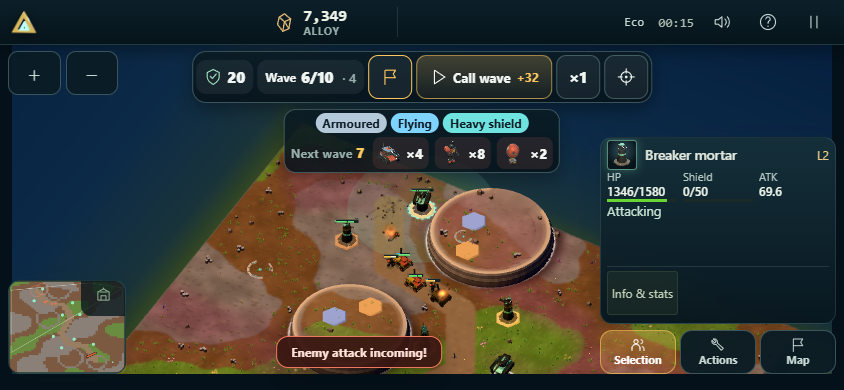 7,349
ALLOY
Eco 00:15
20
Wave 6/10 · 4
Call wave +32
×1
Armoured Flying Heavy shield
Next wave 7 ×4 ×8 ×2
Breaker mortar L2
HP Shield ATK
1346/1580 0/50 69.6
Attacking
Info & stats
Enemy attack incoming!
Selection Actions Map